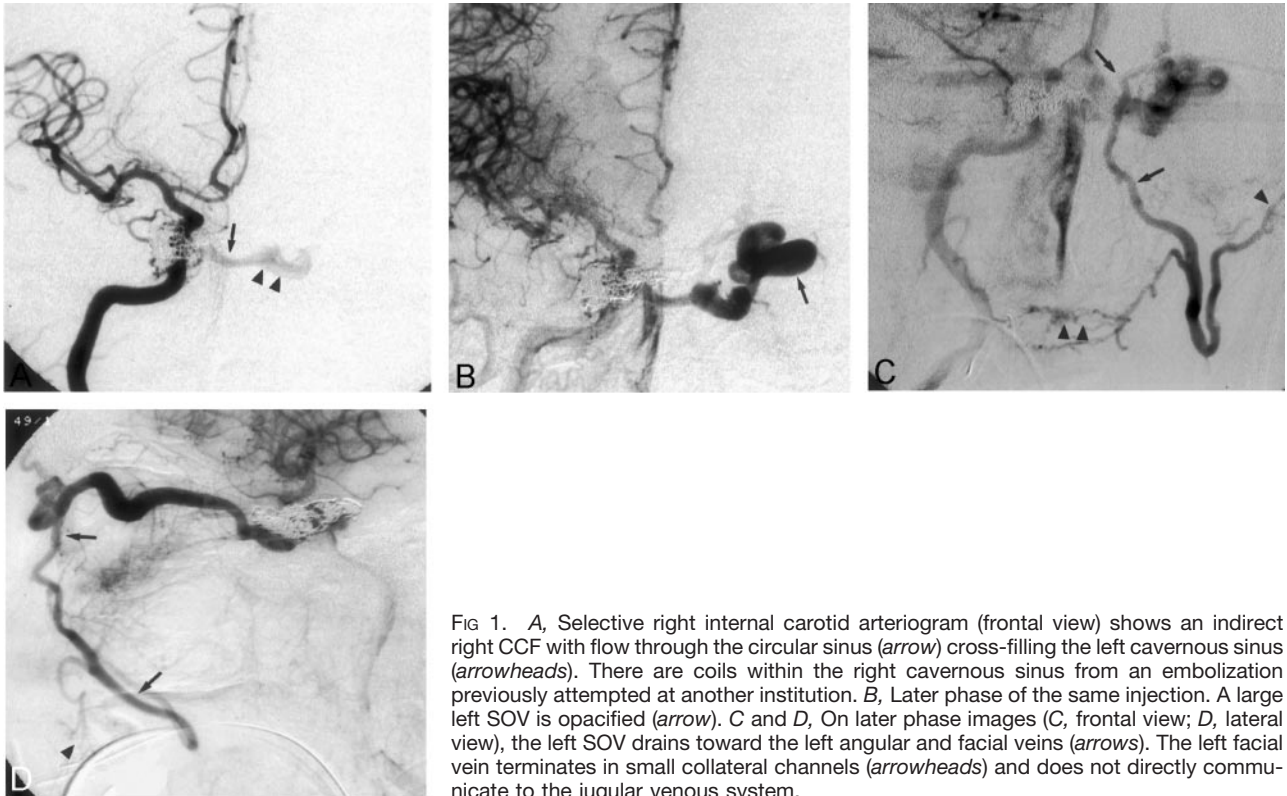 A
B
C
49/
D
FIG 1. A, Selective right internal carotid arteriogram (frontal view) shows an indirect
right CCF with flow through the circular sinus (arrow) cross-filling the left cavernous sinus
(arrowheads). There are coils within the right cavernous sinus from an embolization
previously attempted at another institution. B, Later phase of the same injection. A large
left SOV is opacified (arrow). C and D, On later phase images (C, frontal view; D, lateral
view), the left SOV drains toward the left angular and facial veins (arrows). The left facial
vein terminates in small collateral channels (arrowheads) and does not directly commu-
nicate to the jugular venous system.